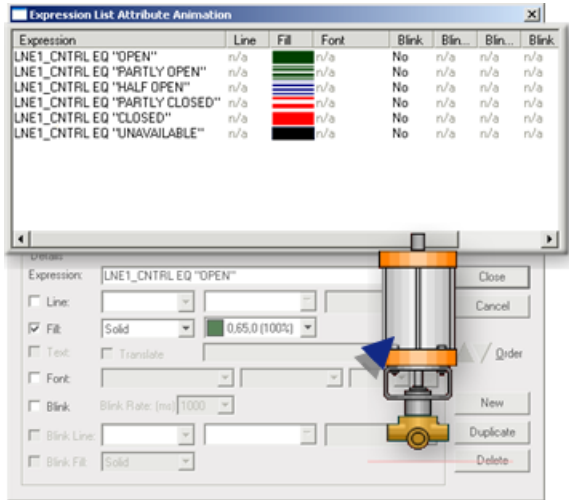 Expression List Attribute Animation
Expression Line Fill Font Blink Blin... Blin... Blink
LNE1_CNTRL EQ "OPEN" n/a n/a No n/a n/a n/a
LNE1_CNTRL EQ "PARTLY OPEN" n/a n/a No n/a n/a n/a
LNE1_CNTRL EQ "HALF OPEN" n/a n/a No n/a n/a n/a
LNE1_CNTRL EQ "PARTLY CLOSED" n/a n/a No n/a n/a n/a
LNE1_CNTRL EQ "CLOSED" n/a n/a No n/a n/a n/a
LNE1_CNTRL EQ "UNAVAILABLE" n/a n/a No n/a n/a n/a
Details
Expression: LNE1_CNTRL EQ "OPEN" Close
Line: Cancel
Fill: Solid 0,65,0 (100%)
Text: Translate Order
Font:
Blink Blink Rate: (ms) 1000 New
Blink Line: Duplicate
Blink Fill: Solid Delete